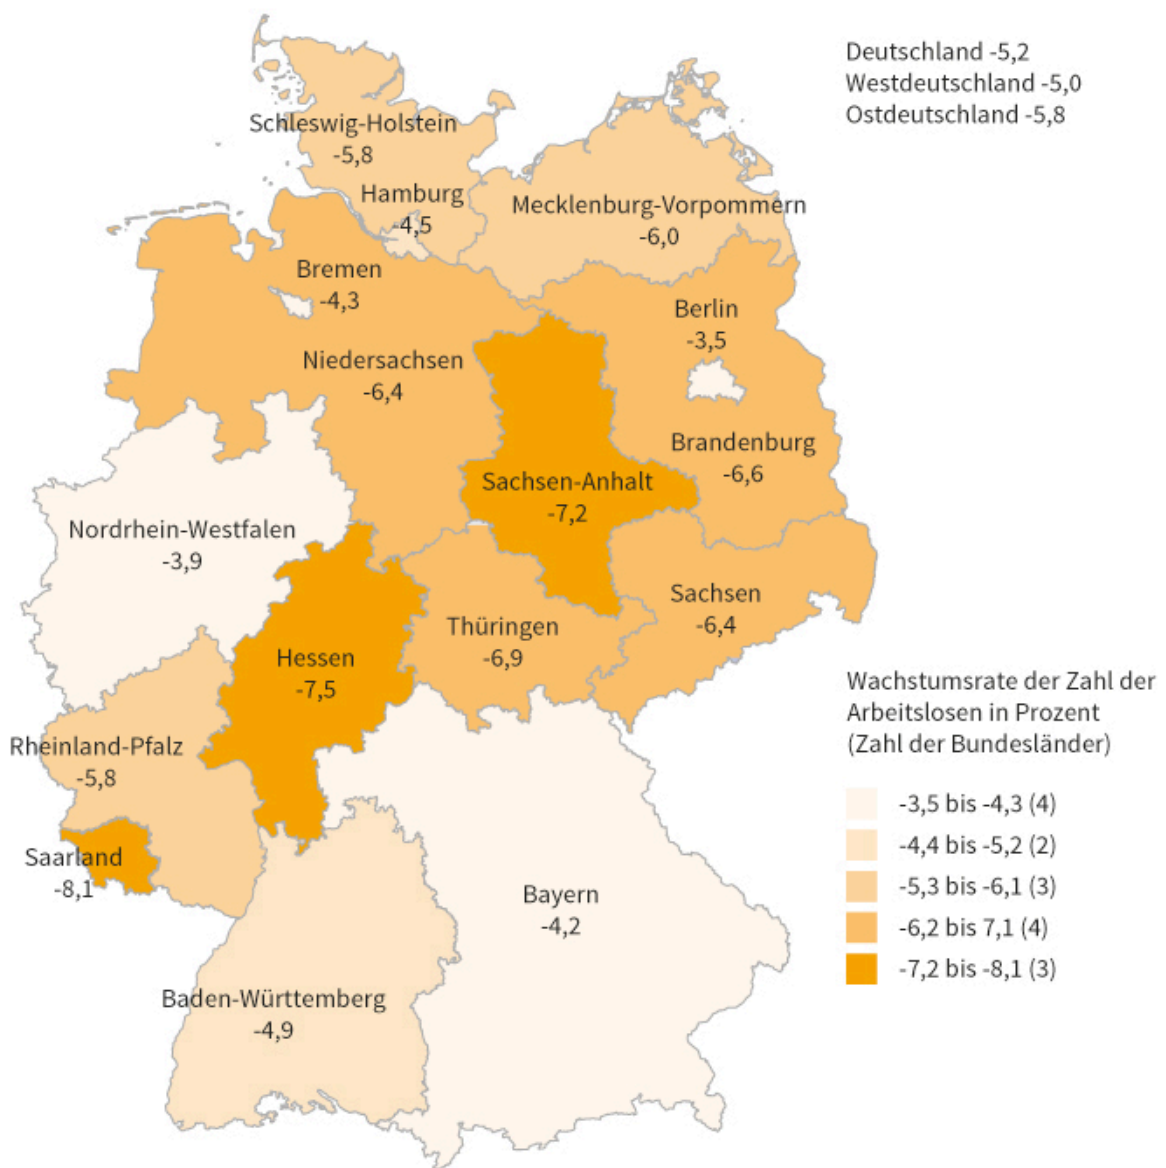 Deutschland -5,2
Westdeutschland -5,0
Ostdeutschland -5,8
Schleswig-Holstein
-5,8
Hamburg
-4,5
Mecklenburg-Vorpommern
-6,0
Bremen
-4,3
Berlin
-3,5
Niedersachsen
-6,4
Brandenburg
-6,6
Sachsen-Anhalt
-7,2
Nordrhein-Westfalen
-3,9
Sachsen
-6,4
Thüringen
-6,9
Hessen
-7,5
Rheinland-Pfalz
-5,8
Saarland
-8,1
Bayern
-4,2
Baden-Württemberg
-4,9
Wachstumsrate der Zahl der
Arbeitslosen in Prozent
(Zahl der Bundesländer)
-3,5 bis -4,3 (4)
-4,4 bis -5,2 (2)
-5,3 bis -6,1 (3)
-6,2 bis 7,1 (4)
-7,2 bis -8,1 (3)